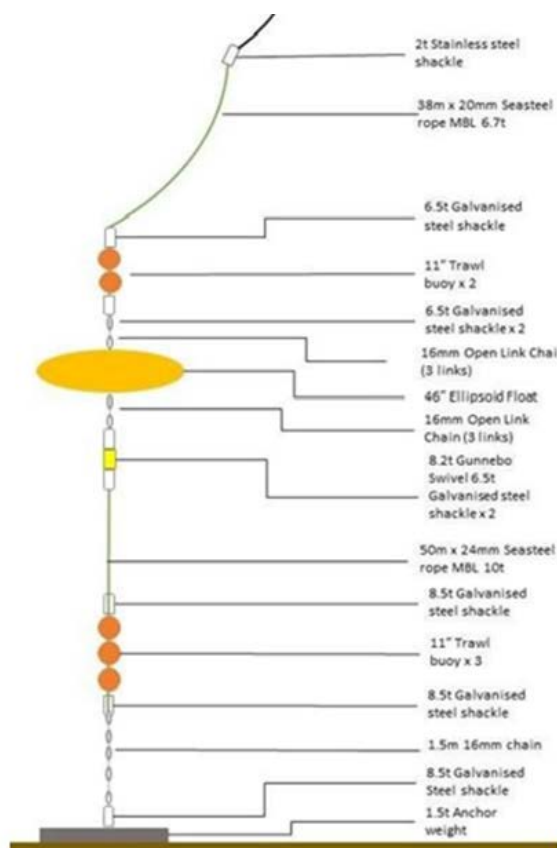 2t Stainless steel
shackle
38m x 20mm Seasteel
rope MBL 6.7t
6.5t Galvanised
steel shackle
11" Trawl
buoy x 2
6.5t Galvanised
steel shackle x 2
16mm Open Link Chain
(3 links)
46" Ellipsoid Float
16mm Open Link
Chain (3 links)
8.2t Gunnebo
Swivel 6.5t
Galvanised steel
shackle x 2
50m x 24mm Seasteel
rope MBL 10t
8.5t Galvanised
steel shackle
11" Trawl
buoy x 3
8.5t Galvanised
steel shackle
1.5m 16mm chain
8.5t Galvanised
Steel shackle
1.5t Anchor
weight